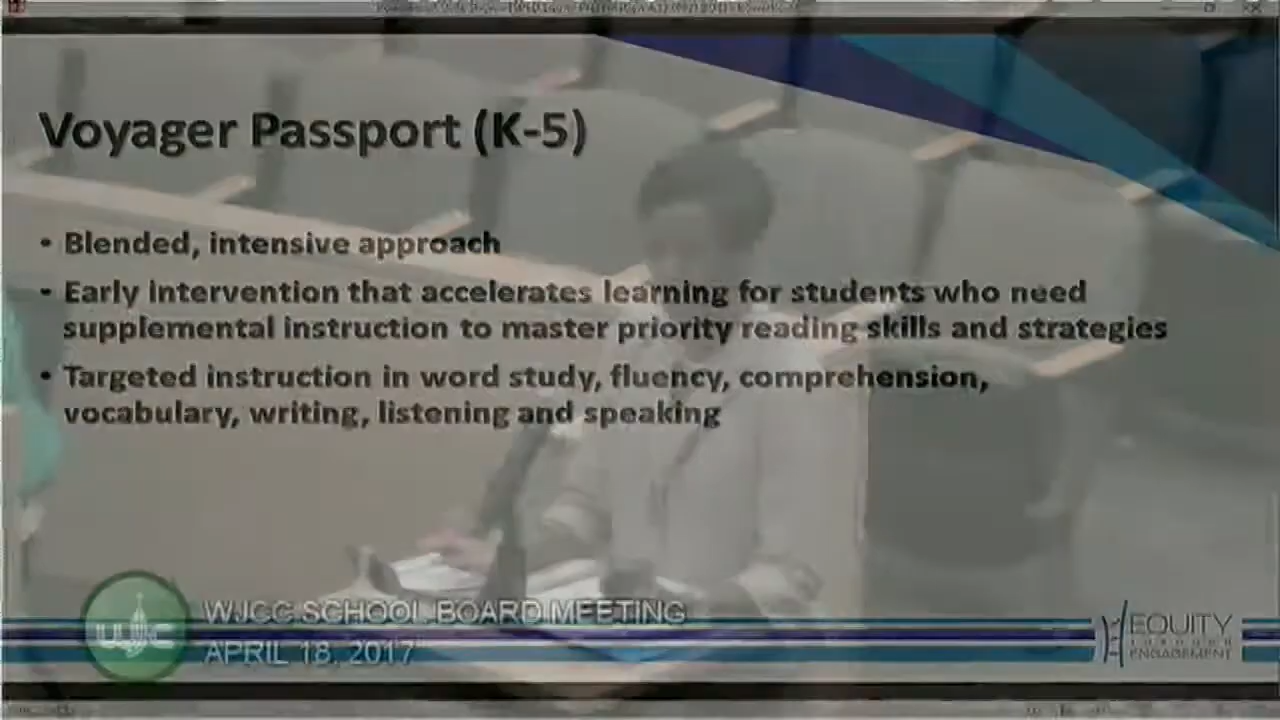 Voyager Passport (K-5)
• Blended, intensive approach
• Early intervention that accelerates learning for students who need
supplemental instruction to master priority reading skills and strategies
• Targeted instruction in word study, fluency, comprehension,
vocabulary, writing, listening and speaking
WJCC SCHOOL BOARD MEETING
APRIL 18, 2017
EQUITY
THROUGH
ENGAGEMENT